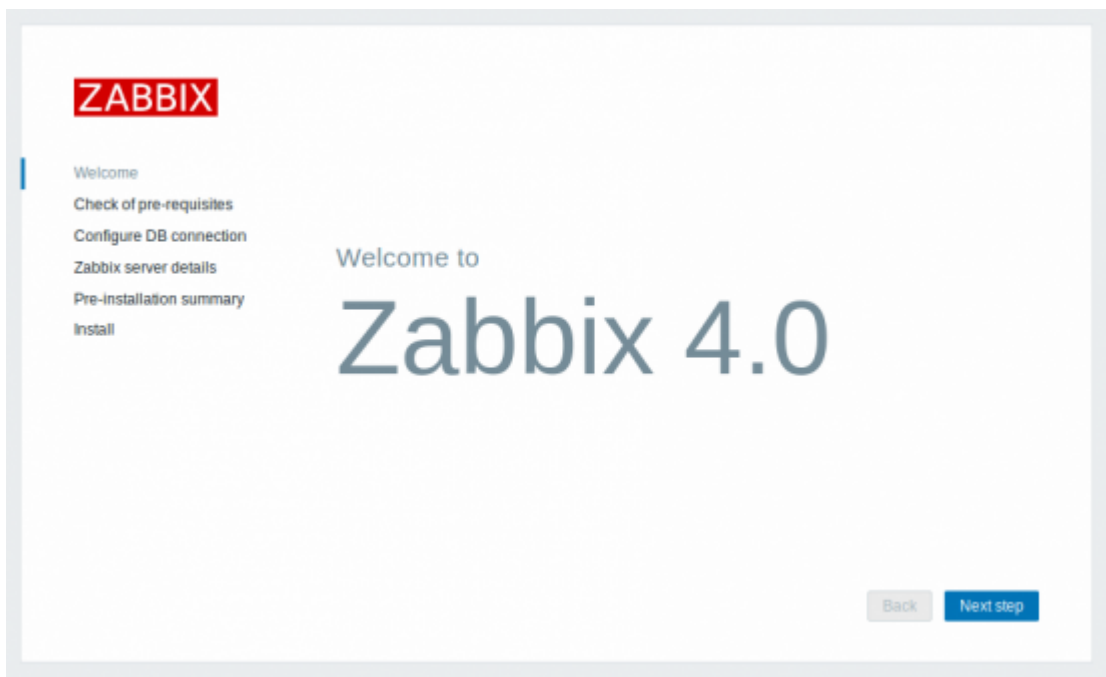 ZABBIX
Welcome
Check of pre-requisites
Configure DB connection
Zabbix server details
Pre-installation summary
Install
Welcome to
Zabbix 4.0
Back
Next step